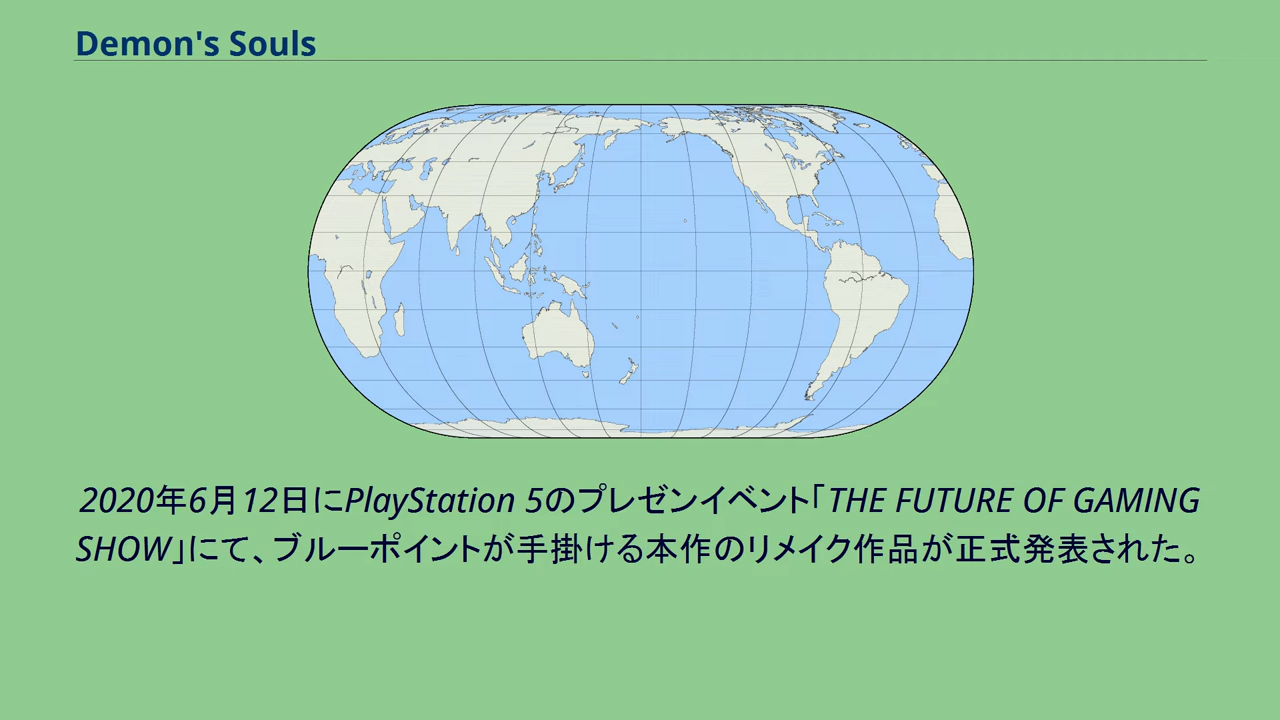 Demon's Souls
2020年6月12日にPlayStation 5のプレゼンイベント「THE FUTURE OF GAMING
SHOW」にて、ブルーポイントが手掛ける本作のリメイク作品が正式発表された。